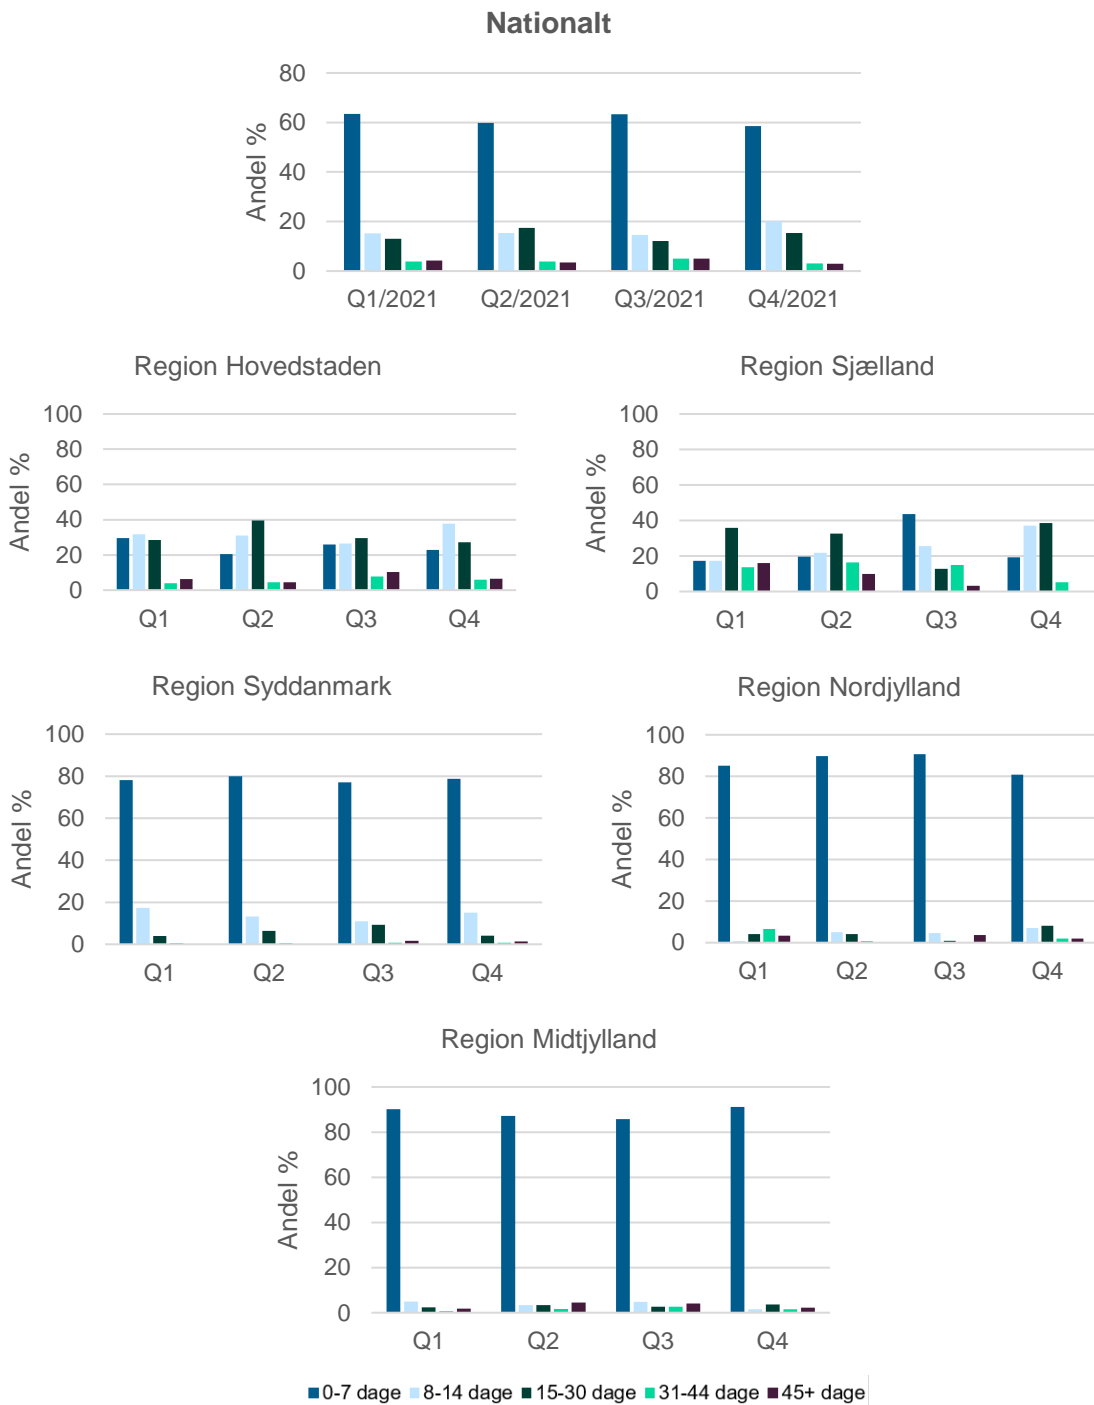 Nationalt
80
60
40
20
0
Andel %
Q1/2021 Q2/2021 Q3/2021 Q4/2021
Region Hovedstaden
100
80
60
40
20
0
Andel %
Q1 Q2 Q3 Q4
Region Sjælland
100
80
60
40
20
0
Andel %
Q1 Q2 Q3 Q4
Region Syddanmark
100
80
60
40
20
0
Andel %
Q1 Q2 Q3 Q4
Region Nordjylland
100
80
60
40
20
0
Andel %
Q1 Q2 Q3 Q4
Region Midtjylland
100
80
60
40
20
0
Andel %
Q1 Q2 Q3 Q4
0-7 dage 8-14 dage 15-30 dage 31-44 dage 45+ dage